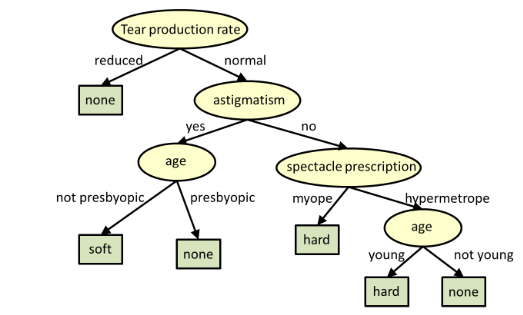 Tear production rate
reduced
normal
none
astigmatism
yes
no
age
spectacle prescription
not presbyopic
presbyopic
myope
hypermetrope
soft
none
hard
age
young
not young
hard
none